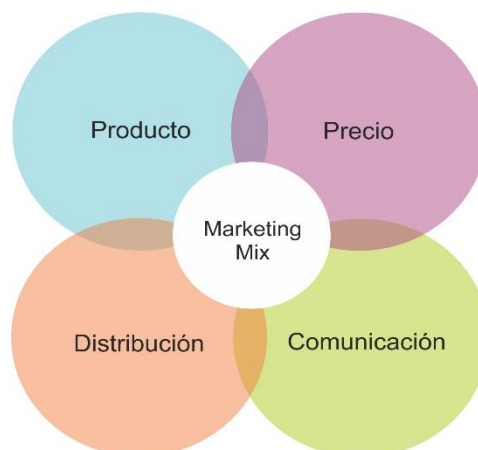 Producto
Precio
Marketing
Mix
Distribución
Comunicación